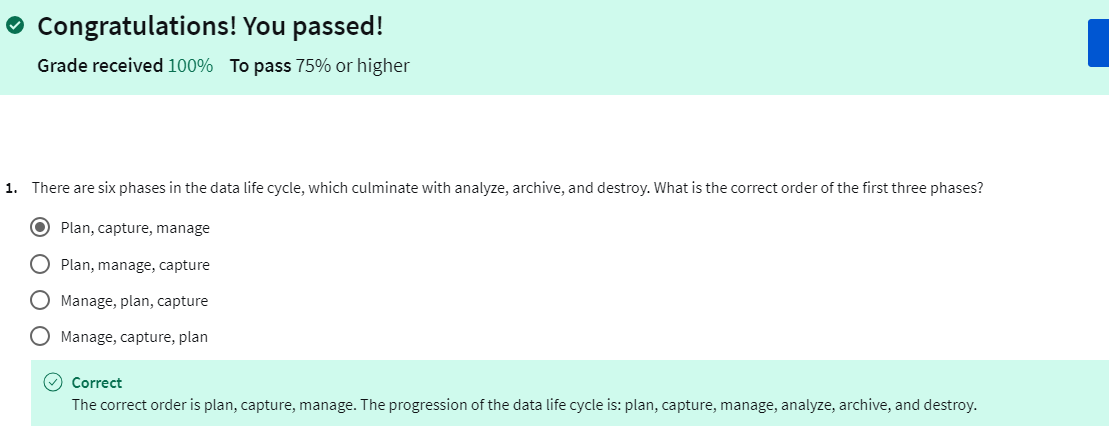 Congratulations! You passed!
Grade received 100% To pass 75% or higher
1. There are six phases in the data life cycle, which culminate with analyze, archive, and destroy. What is the correct order of the first three phases?
Plan, capture, manage
Plan, manage, capture
Manage, plan, capture
Manage, capture, plan
Correct
The correct order is plan, capture, manage. The progression of the data life cycle is: plan, capture, manage, analyze, archive, and destroy.